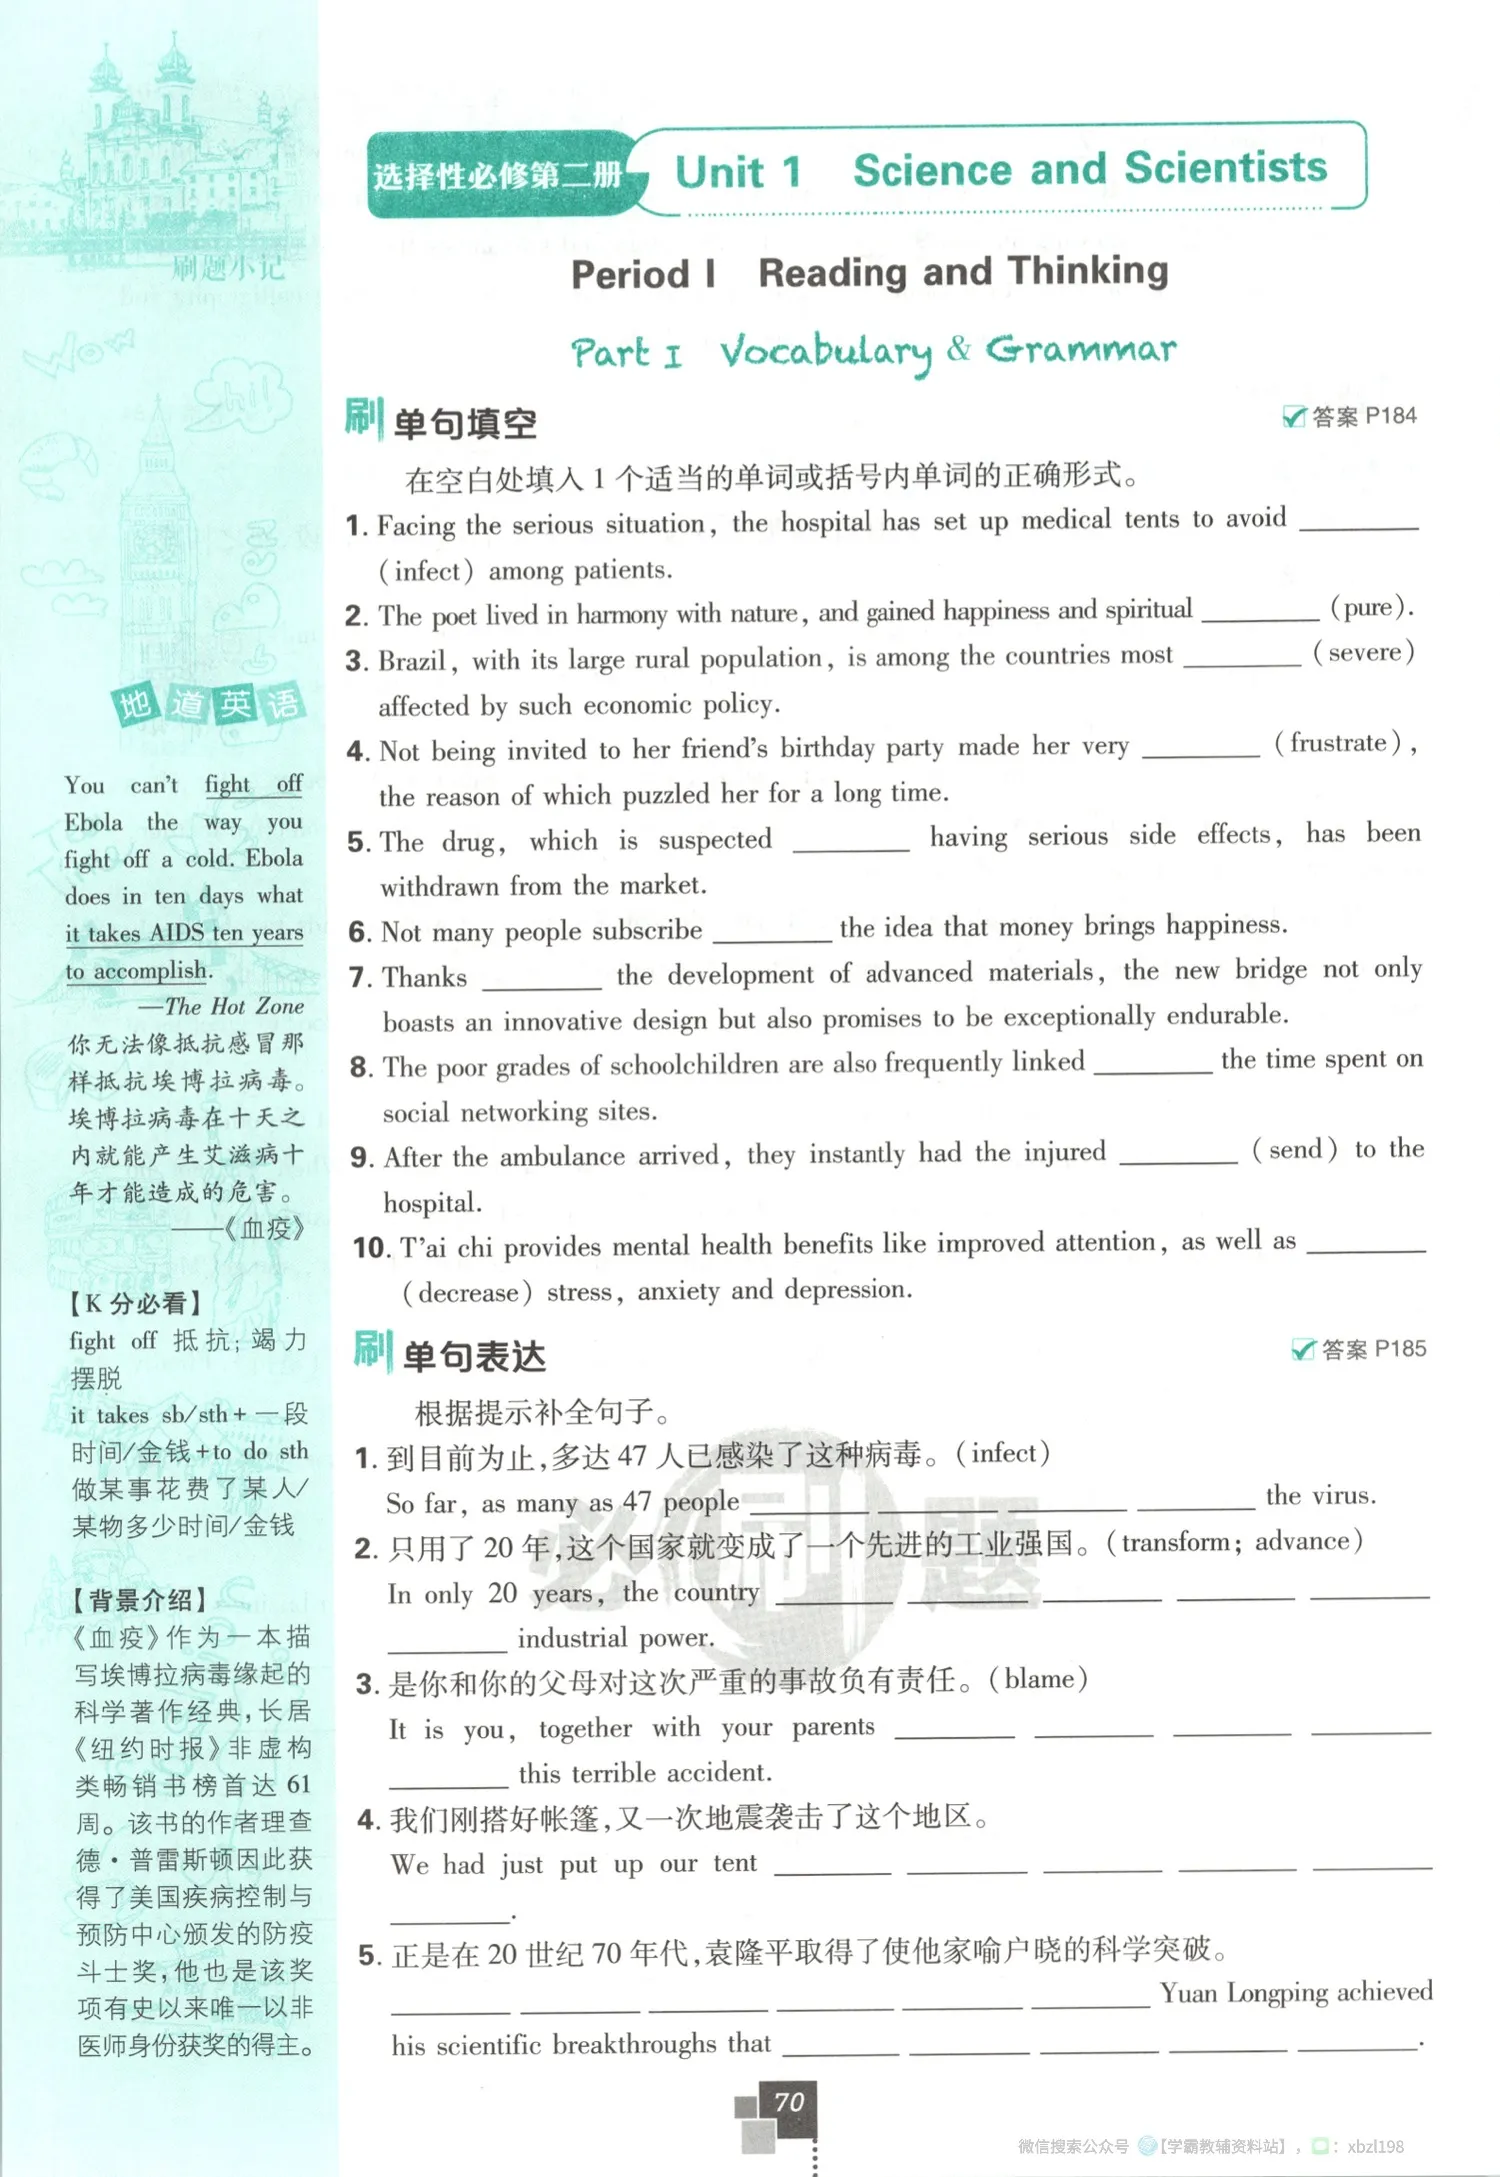 选择性必修第二册
Unit 1 Science and Scientists
Period I Reading and Thinking
Part I Vocabulary & Grammar
刷 单句填空
答案 P184
在空白处填入 1 个适当的单词或括号内单词的正确形式。
1. Facing the serious situation, the hospital has set up medical tents to avoid ________
(infect) among patients.
2. The poet lived in harmony with nature, and gained happiness and spiritual ________ (pure).
3. Brazil, with its large rural population, is among the countries most ________ (severe)
affected by such economic policy.
4. Not being invited to her friend's birthday party made her very ________ (frustrate),
the reason of which puzzled her for a long time.
5. The drug, which is suspected ________ having serious side effects, has been
withdrawn from the market.
6. Not many people subscribe ________ the idea that money brings happiness.
7. Thanks ________ the development of advanced materials, the new bridge not only
boasts an innovative design but also promises to be exceptionally endurable.
8. The poor grades of schoolchildren are also frequently linked ________ the time spent on
social networking sites.
9. After the ambulance arrived, they instantly had the injured ________ (send) to the
hospital.
10. T'ai chi provides mental health benefits like improved attention, as well as ________
(decrease) stress, anxiety and depression.
刷 单句表达
答案 P185
根据提示补全句子。
1. 到目前为止,多达 47 人已感染了这种病毒。(infect)
So far, as many as 47 people ________ ________ ________ ________ the virus.
2. 只用了 20 年,这个国家就变成了一个先进的工业强国。(transform; advance)
In only 20 years, the country ________ ________ ________ ________ ________
________ industrial power.
3. 是你和你的父母对这次严重的事故负有责任。(blame)
It is you, together with your parents ________ ________ ________ ________
________ this terrible accident.
4. 我们刚搭好帐篷,又一次地震袭击了这个地区。
We had just put up our tent ________ ________ ________ ________ ________
________.
5. 正是在 20 世纪 70 年代,袁隆平取得了使他家喻户晓的科学突破。
________ ________ ________ ________ ________ ________ Yuan Longping achieved
his scientific breakthroughs that ________ ________ ________ ________ ________.
刷题小记
Wow
Hi
地道英语
You can't fight off
Ebola the way you
fight off a cold. Ebola
does in ten days what
it takes AIDS ten years
to accomplish.
—The Hot Zone
你无法像抵抗感冒那
样抵抗埃博拉病毒。
埃博拉病毒在十天之
内就能产生艾滋病十
年才能造成的危害。
——《血疫》
【K 分必看】
fight off 抵抗;竭力
摆脱
it takes sb/sth+一段
时间/金钱+to do sth
做某事花费了某人/
某物多少时间/金钱
【背景介绍】
《血疫》作为一本描
写埃博拉病毒缘起的
科学著作经典,长居
《纽约时报》非虚构
类畅销书榜首达 61
周。该书的作者理查
德·普雷斯顿因此获
得了美国疾病控制与
预防中心颁发的防疫
斗士奖,他也是该奖
项有史以来唯一以非
医师身份获奖的得主。
必刷题
70
微信搜索公众号【学霸教辅资料站】,: xbzl198